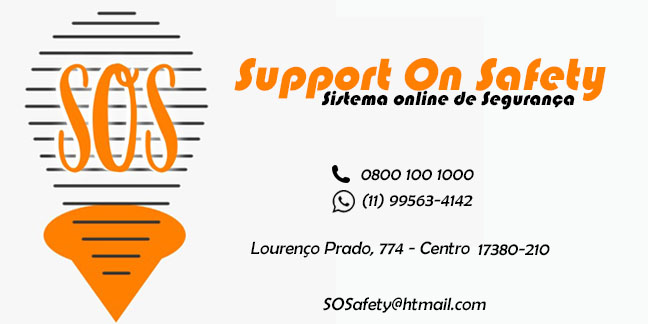 SOS
Support On Safety
Sistema online de Segurança
0800 100 1000
(11) 99563-4142
Lourenço Prado, 774 - Centro 17380-210
SOSafety@htmail.com